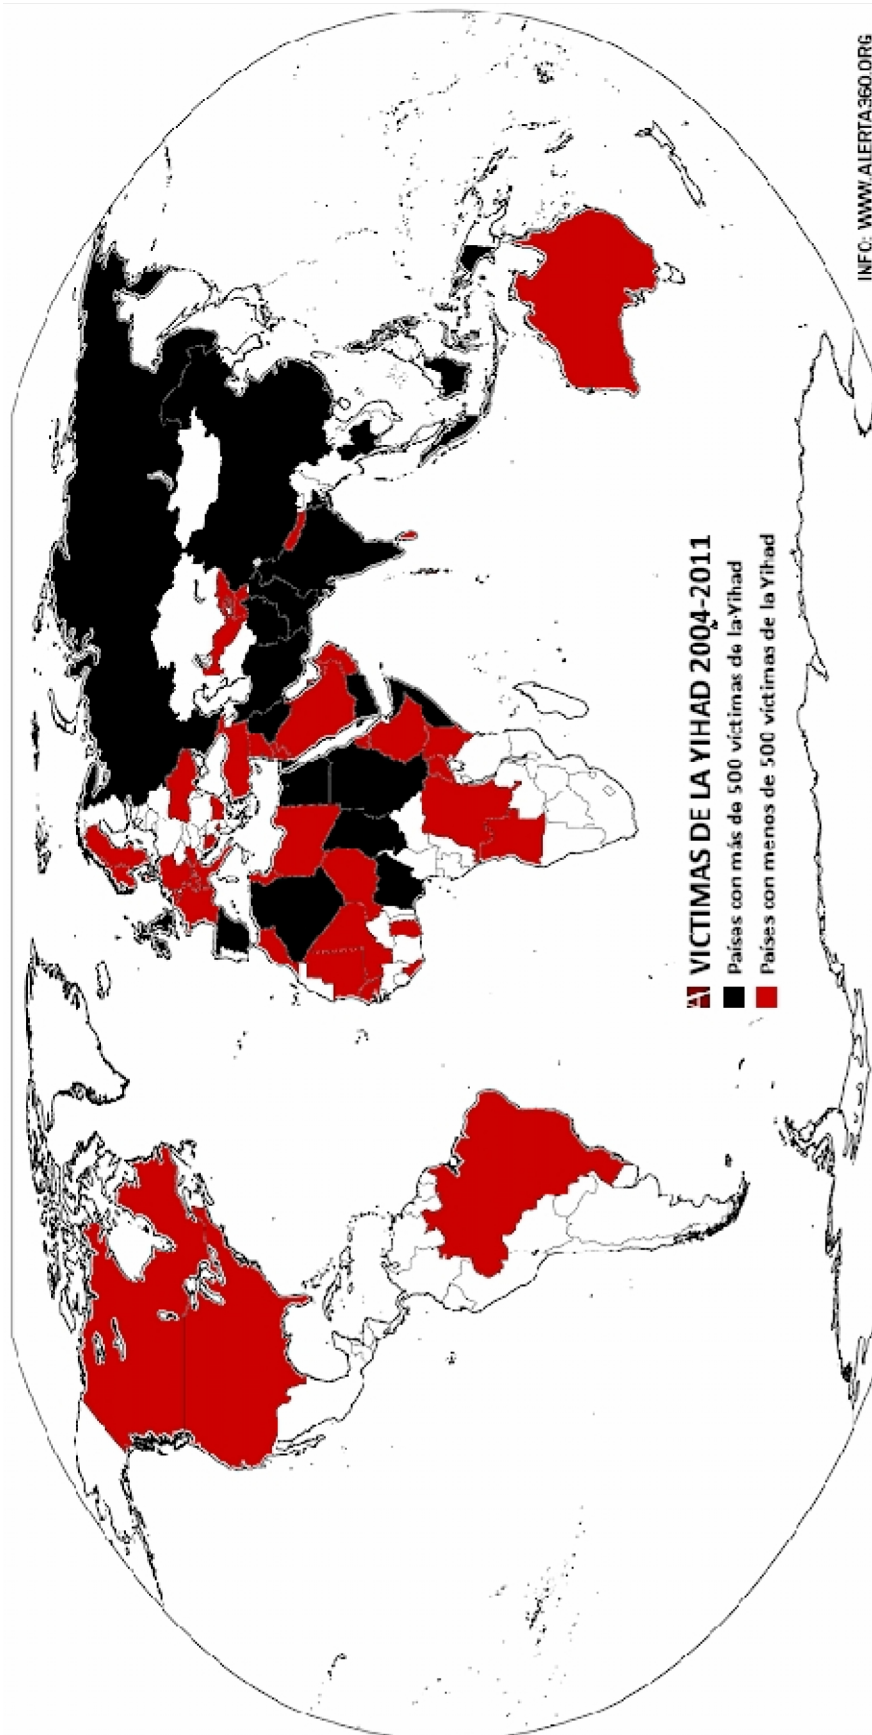 VICTIMAS DE LA YIHAD 2004-2011
Países con más de 500 víctimas de la Yihad
Países con menos de 500 víctimas de la Yihad
INFO: WWW.ALERTA360.ORG